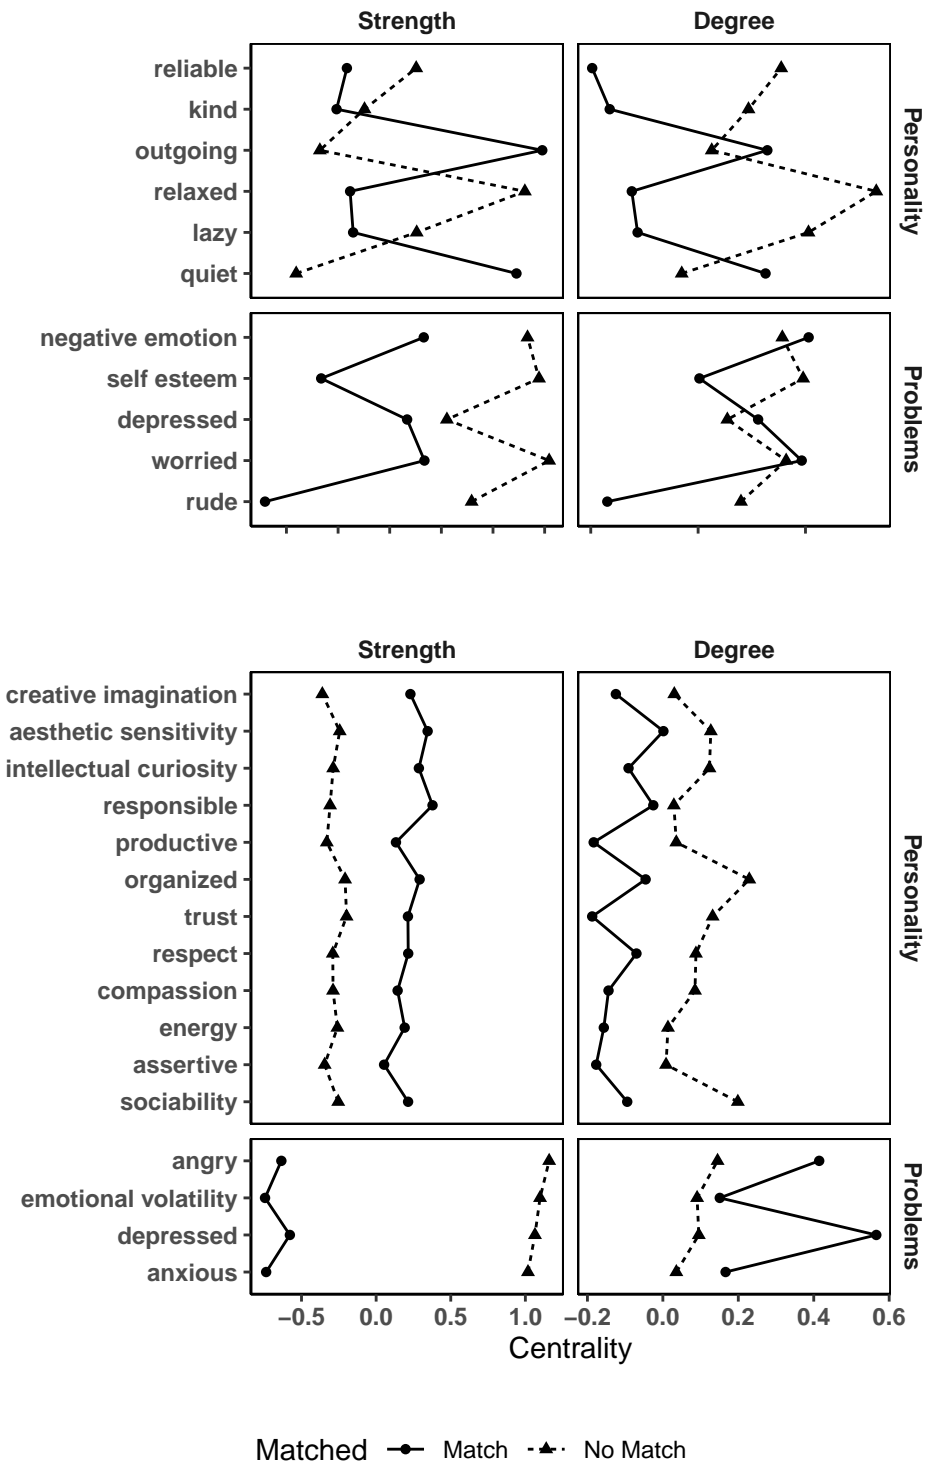 Strength Degree
reliable
kind
outgoing
relaxed
lazy
quiet
Personality
negative emotion
self esteem
depressed
worried
rude
Problems
Strength Degree
creative imagination
aesthetic sensitivity
intellectual curiosity
responsible
productive
organized
trust
respect
compassion
energy
assertive
sociability
Personality
angry
emotional volatility
depressed
anxious
Problems
−0.5 0.0 0.5 1.0 −0.2 0.0 0.2 0.4 0.6
Centrality
Matched Match No Match